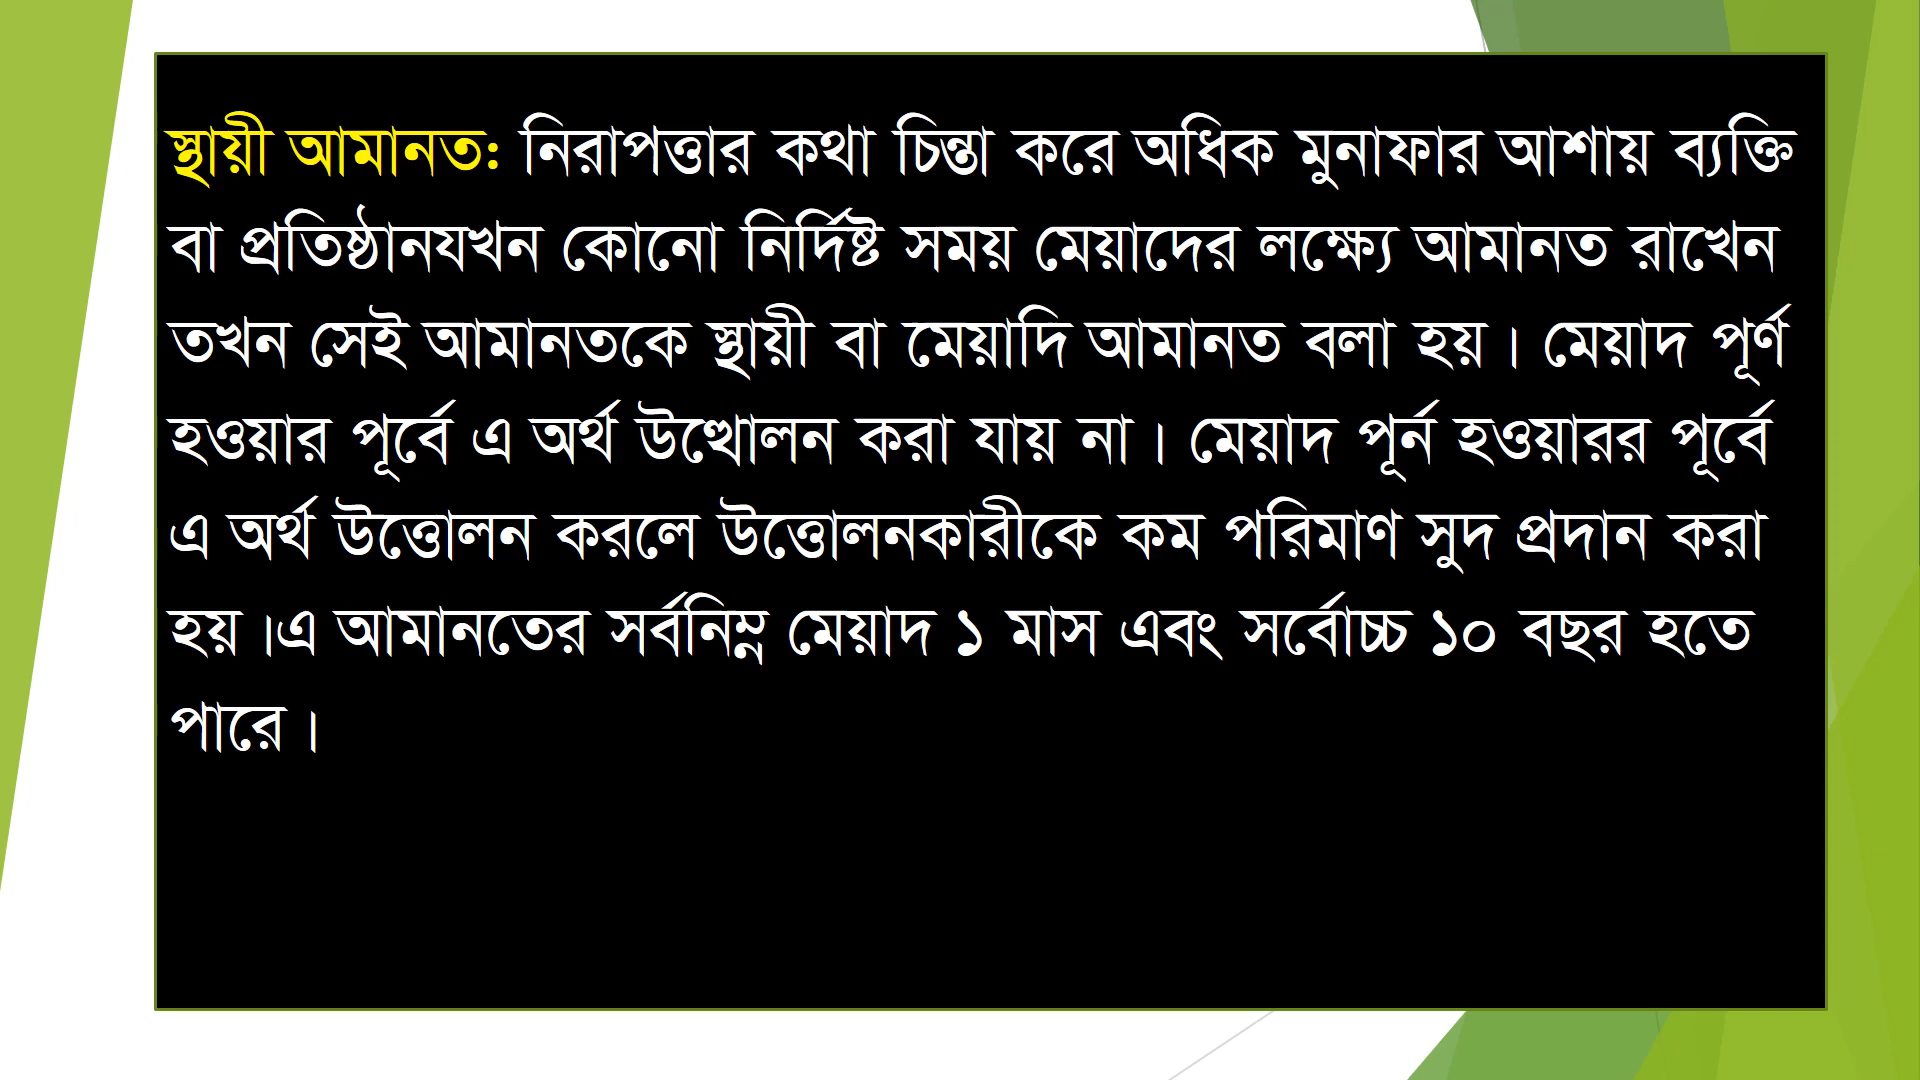 স্থায়ী আমানত: নিরাপত্তার কথা চিন্তা করে অধিক মুনাফার আশায় ব্যক্তি
বা প্রতিষ্ঠানযখন কোনো নির্দিষ্ট সময় মেয়াদের লক্ষ্যে আমানত রাখেন
তখন সেই আমানতকে স্থায়ী বা মেয়াদি আমানত বলা হয়। মেয়াদ পূর্ণ
হওয়ার পূর্বে এ অর্থ উত্থোলন করা যায় না। মেয়াদ পূর্ন হওয়ারর পূর্বে
এ অর্থ উত্তোলন করলে উত্তোলনকারীকে কম পরিমাণ সুদ প্রদান করা
হয়।এ আমানতের সর্বনিম্ন মেয়াদ ১ মাস এবং সর্বোচ্চ ১০ বছর হতে
পারে।